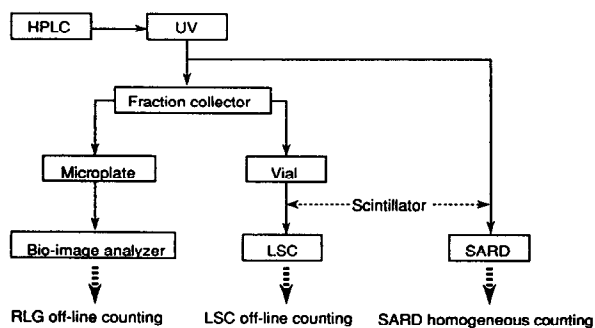 HPLC
UV
Fraction collector
Microplate
Vial
Scintillator
Bio-image analyzer
LSC
SARD
RLG off-line counting
LSC off-line counting
SARD homogeneous counting